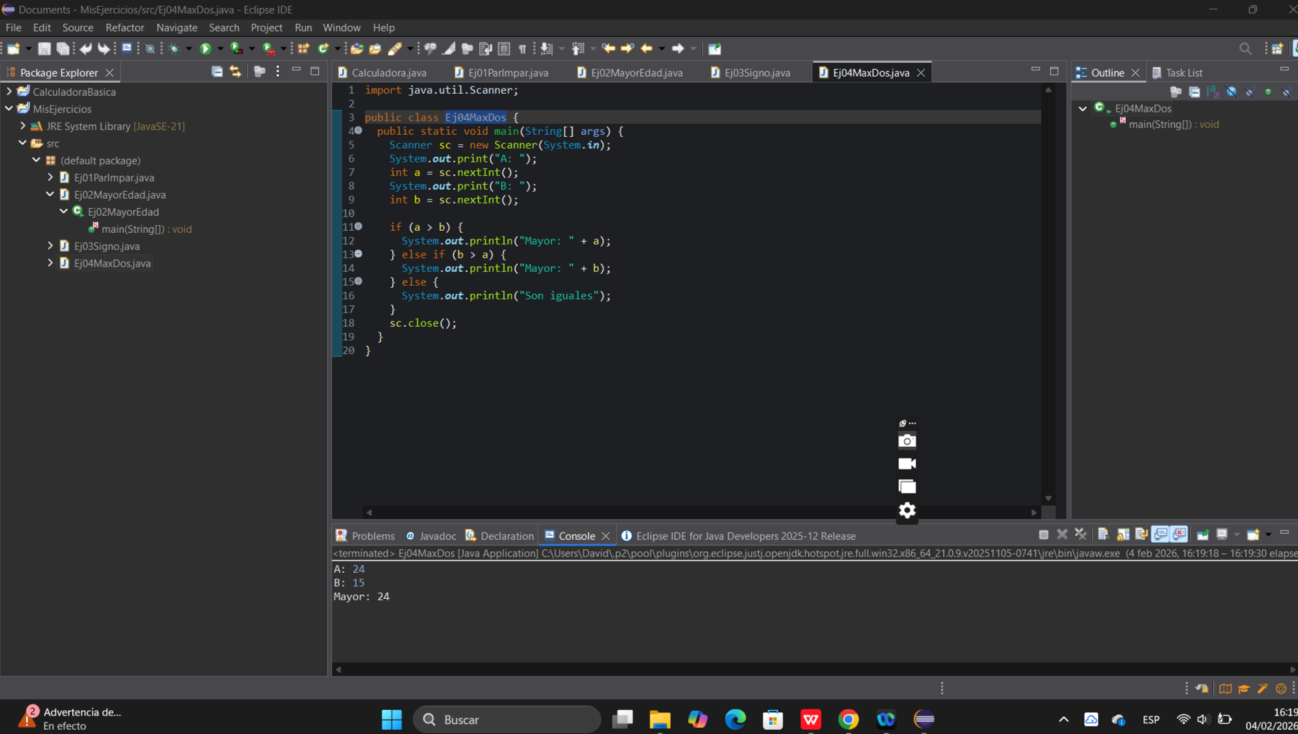 Documents - MisEjercicios/src/Ej04MaxDos.java - Eclipse IDE
File Edit Source Refactor Navigate Search Project Run Window Help
Package Explorer
CalculadoraBasica
MisEjercicios
JRE System Library [JavaSE-21]
src
(default package)
Ej01ParImpar.java
Ej02MayorEdad.java
Ej02MayorEdad
main(String[]) : void
Ej03Signo.java
Ej04MaxDos.java
Calculadora.java Ej01ParImpar.java Ej02MayorEdad.java Ej03Signo.java Ej04MaxDos.java
1 import java.util.Scanner;
2
3 public class Ej04MaxDos {
4 public static void main(String[] args) {
5 Scanner sc = new Scanner(System.in);
6 System.out.print("A: ");
7 int a = sc.nextInt();
8 System.out.print("B: ");
9 int b = sc.nextInt();
10
11 if (a > b) {
12 System.out.println("Mayor: " + a);
13 } else if (b > a) {
14 System.out.println("Mayor: " + b);
15 } else {
16 System.out.println("Son iguales");
17 }
18 sc.close();
19 }
20 }
Outline Task List
Ej04MaxDos
main(String[]) : void
Problems Javadoc Declaration Console Eclipse IDE for Java Developers 2025-12 Release
<terminated> Ej04MaxDos [Java Application] C:\Users\David\.p2\pool\plugins\org.eclipse.justj.openjdk.hotspot.jre.full.win32.x86_64_21.0.9.v20251105-0741\jre\bin\javaw.exe (4 feb 2026, 16:19:18 – 16:19:30 elapse
A: 24
B: 15
Mayor: 24
2
Advertencia de...
En efecto
Buscar
ESP
16:19
04/02/2026